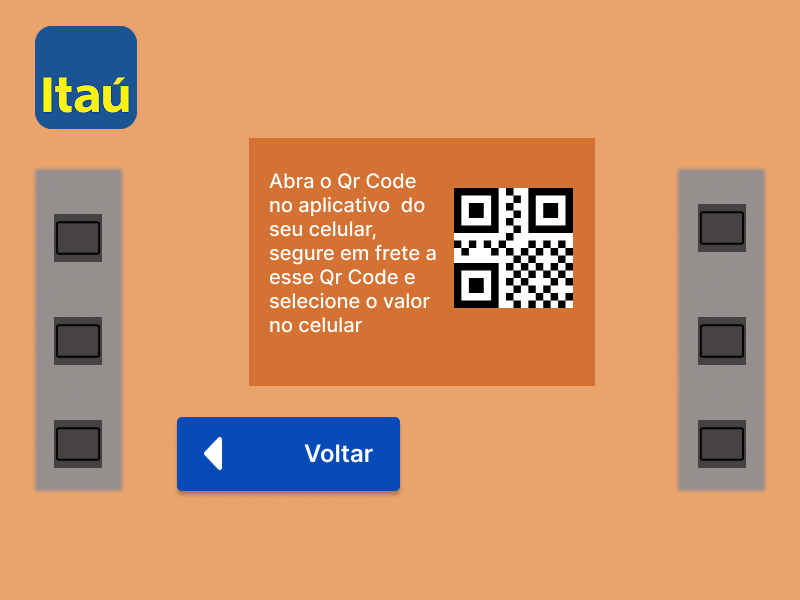 Itaú
Abra o Qr Code
no aplicativo  do
seu celular,
segure em frete a
esse Qr Code e
selecione o valor
no celular
Voltar